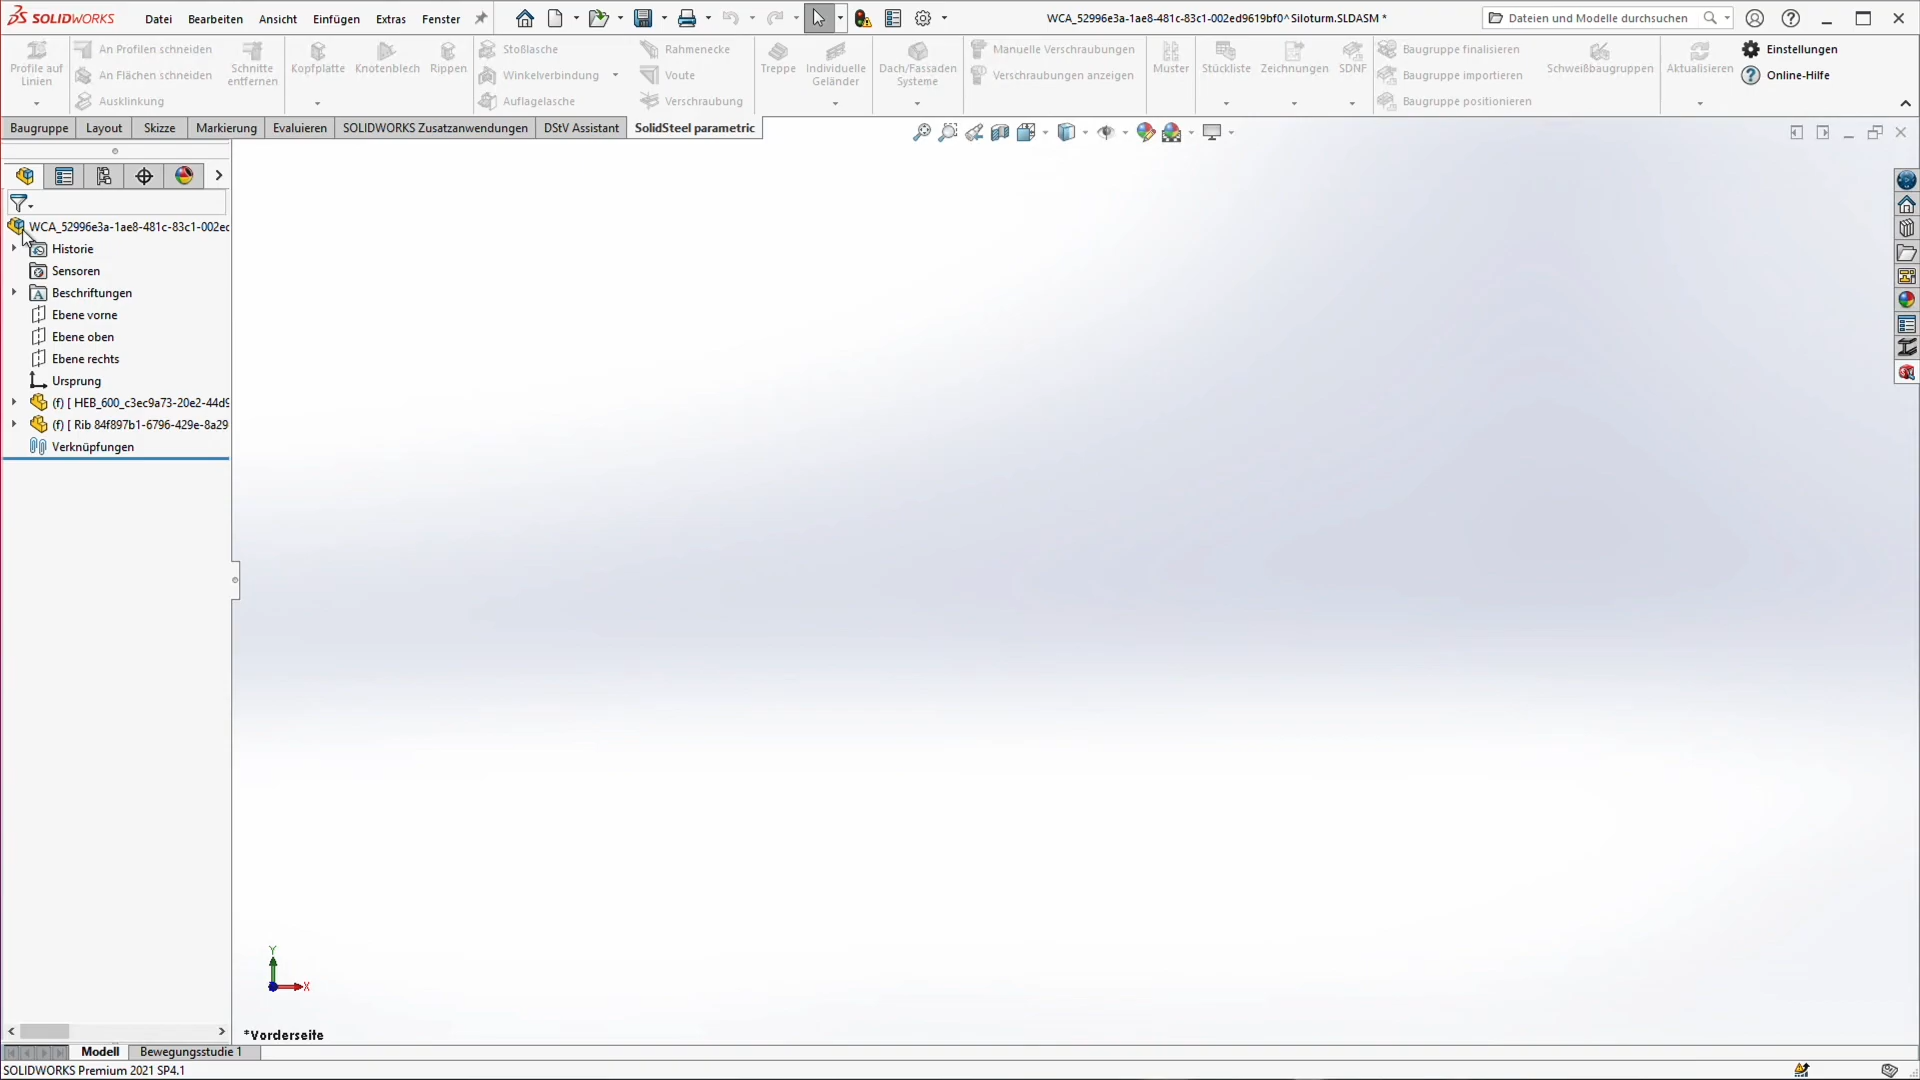 SOLIDWORKS
Datei Bearbeiten Ansicht Einfügen Extras Fenster
WCA_52996e3a-1ae8-481c-83c1-002ed9619bf0^Siloturm.SLDASM *
Dateien und Modelle durchsuchen
Profile auf Linien
An Profilen schneiden
An Flächen schneiden
Ausklinkung
Schnitte entfernen
Kopfplatte
Knotenblech
Rippen
Stoßlasche
Winkelverbindung
Auflagelasche
Rahmenecke
Voute
Verschraubung
Treppe
Individuelle Geländer
Dach/Fassaden Systeme
Manuelle Verschraubungen
Verschraubungen anzeigen
Muster
Stückliste
Zeichnungen
SDNF
Baugruppe finalisieren
Baugruppe importieren
Baugruppe positionieren
Schweißbaugruppen
Aktualisieren
Einstellungen
Online-Hilfe
Baugruppe Layout Skizze Markierung Evaluieren SOLIDWORKS Zusatzanwendungen DStV Assistant SolidSteel parametric
WCA_52996e3a-1ae8-481c-83c1-002ed
Historie
Sensoren
Beschriftungen
Ebene vorne
Ebene oben
Ebene rechts
Ursprung
(f) [ HEB_600_c3ec9a73-20e2-44d9
(f) [ Rib 84f897b1-6796-429e-8a29
Verknüpfungen
Y
X
*Vorderseite
Modell Bewegungsstudie 1
SOLIDWORKS Premium 2021 SP4.1